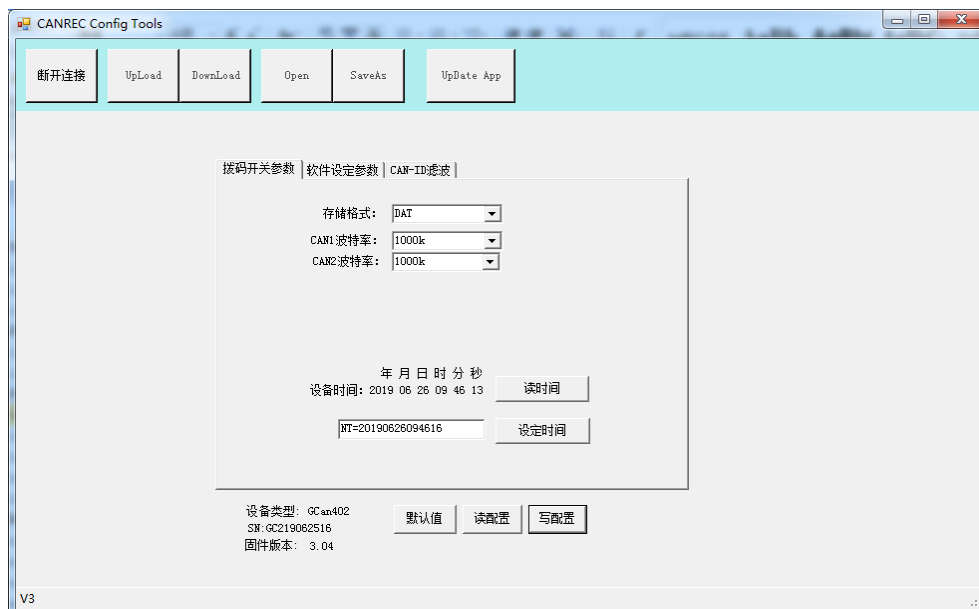 CANREC Config Tools
断开连接 UpLoad DownLoad Open SaveAs UpDate App
拨码开关参数 软件设定参数 CAN-ID滤波
存储格式： DAT
CAN1波特率： 1000k
CAN2波特率： 1000k
年 月 日 时 分 秒
设备时间: 2019 06 26 09 46 13 读时间
NT=20190626094616 设定时间
设备类型: GCan402
SN:GC219062516
固件版本: 3.04
默认值 读配置 写配置
V3